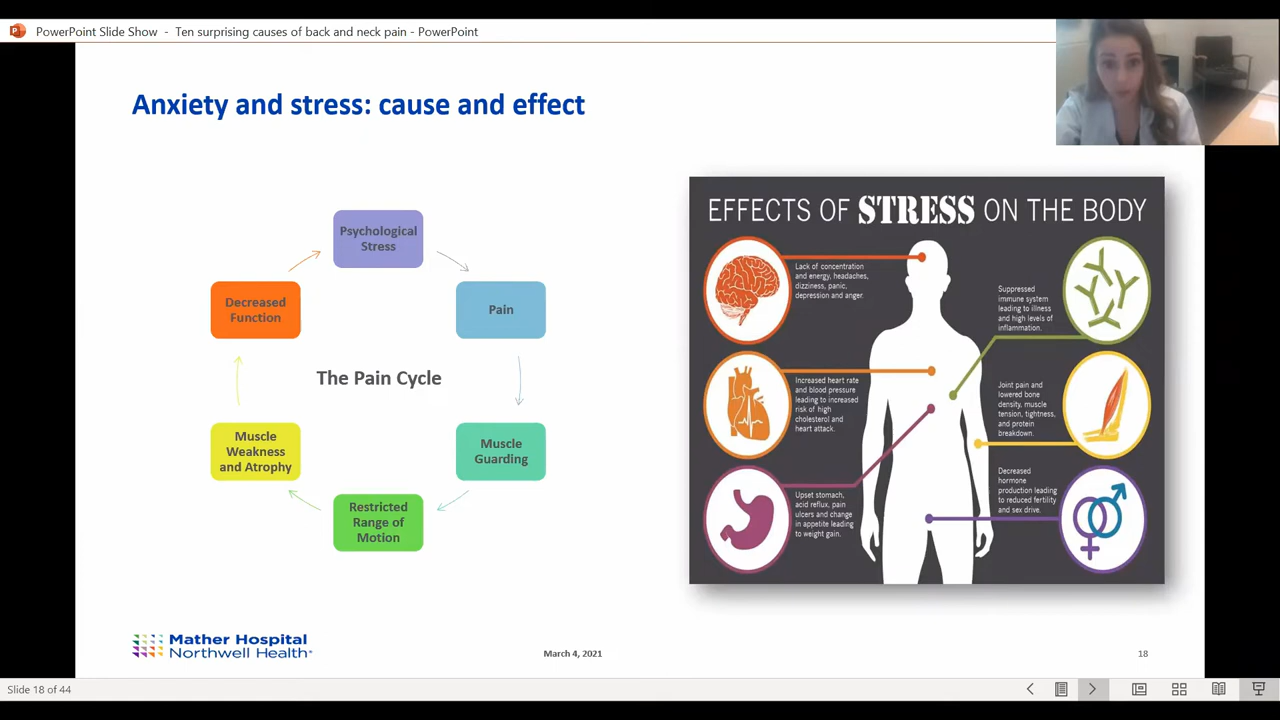 PowerPoint Slide Show - Ten surprising causes of back and neck pain - PowerPoint
Anxiety and stress: cause and effect
Psychological
Stress
Pain
Muscle
Guarding
Restricted
Range of
Motion
Muscle
Weakness
and Atrophy
Decreased
Function
The Pain Cycle
EFFECTS OF STRESS ON THE BODY
Lack of concentration
and energy, headaches,
dizziness, panic,
depression and anger.
Increased heart rate
and blood pressure
leading to increased
risk of high
cholesterol and
heart attack.
Upset stomach,
acid reflux, pain
ulcers and change
in appetite leading
to weight gain.
Suppressed
immune system
leading to illness
and high levels of
inflammation.
Joint pain and
lowered bone
density, muscle
tension, tightness,
and protein
breakdown.
Decreased
hormone
production leading
to reduced fertility
and sex drive.
Mather Hospital
Northwell Health
March 4, 2021
18
Slide 18 of 44